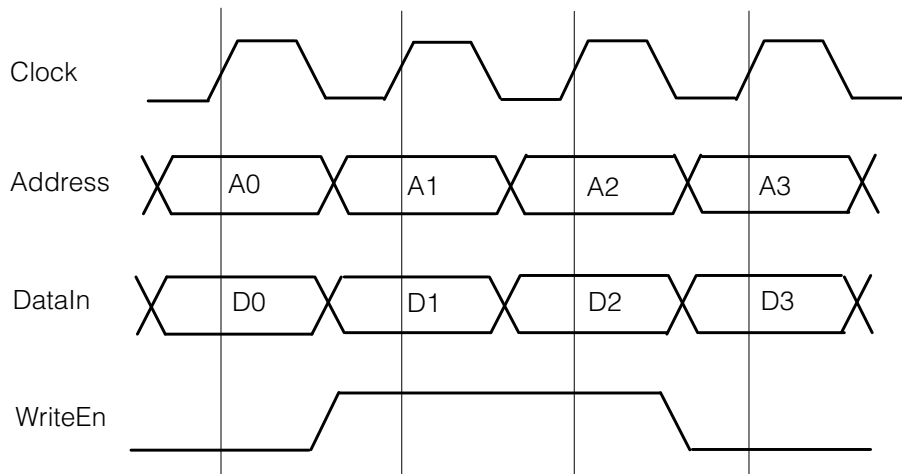 Clock
Address A0 A1 A2 A3
DataIn D0 D1 D2 D3
WriteEn